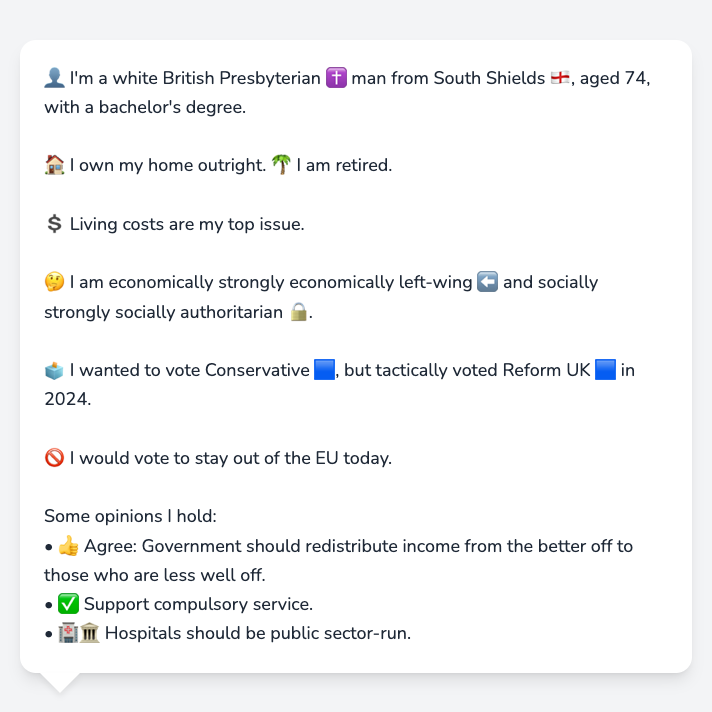 👤 I'm a white British Presbyterian ✝️ man from South Shields 🏴󠁧󠁢󠁥󠁮󠁧󠁿, aged 74,
with a bachelor's degree.
🏠 I own my home outright. 🌴 I am retired.
💲 Living costs are my top issue.
🤔 I am economically strongly economically left-wing ⬅️ and socially
strongly socially authoritarian 🔒.
🗳️ I wanted to vote Conservative 🟦, but tactically voted Reform UK 🟦 in
2024.
🚫 I would vote to stay out of the EU today.
Some opinions I hold:
• 👍 Agree: Government should redistribute income from the better off to
those who are less well off.
• ✅ Support compulsory service.
• 🏥🏛️ Hospitals should be public sector-run.